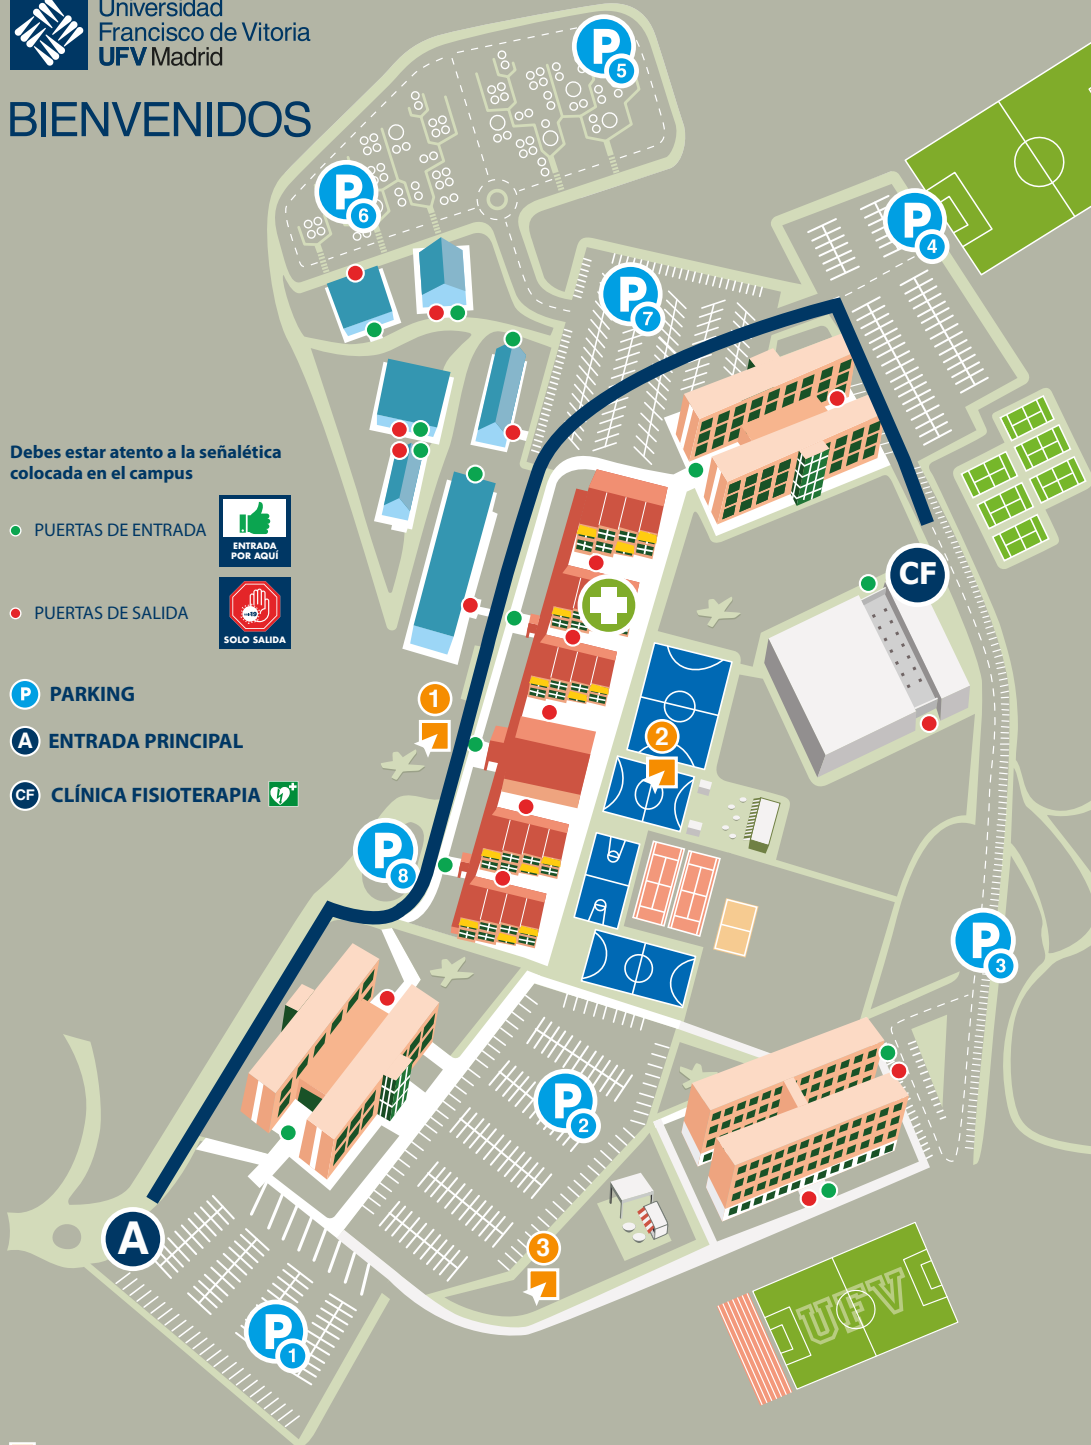 Universidad
Francisco de Vitoria
UFV Madrid
BIENVENIDOS
P 5
P 6
P 4
P 7
Debes estar atento a la señalética
colocada en el campus
PUERTAS DE ENTRADA
ENTRADA
POR AQUÍ
PUERTAS DE SALIDA
SOLO SALIDA
P PARKING
A ENTRADA PRINCIPAL
CF CLÍNICA FISIOTERAPIA
CF
1
2
P 8
P 3
P 2
A
3
P 1
UFV